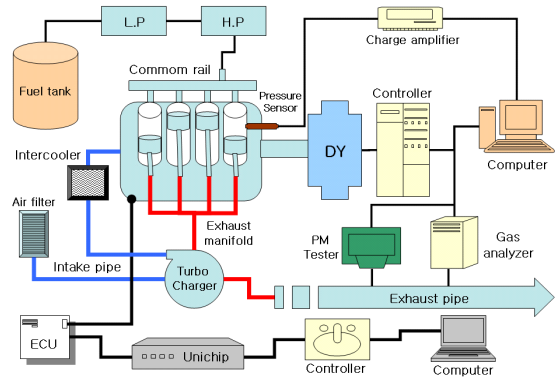 L.P
H.P
Charge amplifier
Fuel tank
Commom rail
Pressure
Sensor
Controller
DY
Computer
Intercooler
Air filter
Exhaust
manifold
PM
Tester
Gas
analyzer
Intake pipe
Turbo
Charger
Exhaust pipe
ECU
Unichip
Controller
Computer